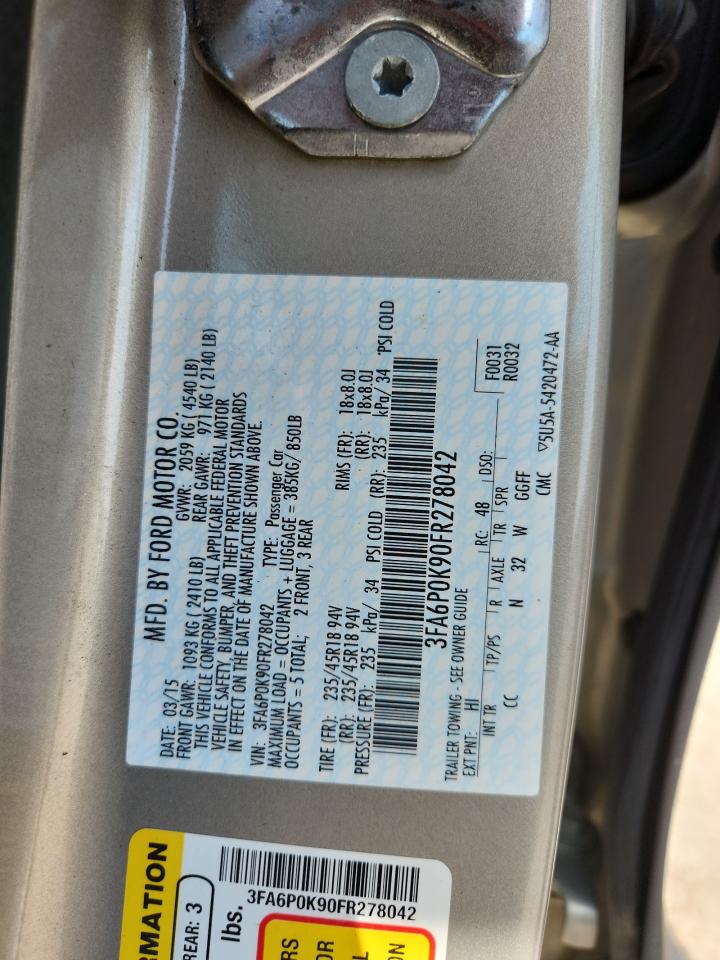 MFD. BY FORD MOTOR CO.
DATE: 03/15 GVWR: 2059 KG ( 4540 LB)
FRONT GAWR: 1093 KG ( 2410 LB) REAR GAWR: 971 KG ( 2140 LB)
THIS VEHICLE CONFORMS TO ALL APPLICABLE FEDERAL MOTOR
VEHICLE SAFETY, BUMPER, AND THEFT PREVENTION STANDARDS
IN EFFECT ON THE DATE OF MANUFACTURE SHOWN ABOVE.
VIN: 3FA6P0K90FR278042 TYPE: Passenger Car
MAXIMUM LOAD = OCCUPANTS + LUGGAGE = 385KG/ 850LB
OCCUPANTS = 5 TOTAL; 2 FRONT, 3 REAR
TIRE (FR): 235/45R18 94V RIMS (FR): 18x8.0J
(RR): 235/45R18 94V (RR): 18x8.0J
PRESSURE (FR): 235 kPa/ 34 PSI COLD (RR): 235 kPa/ 34 PSI COLD
3FA6P0K90FR278042
TRAILER TOWING - SEE OWNER GUIDE
EXT PNT: HI RC: 48 DSO: F0031
R0032
INT TR TP/PS R AXLE TR SPR
CC N 32 W GGFF
CMC ▽5U5A-5420472-AA
RMATION
REAR: 3
lbs.
3FA6P0K90FR278042
RS
OR
L
ON